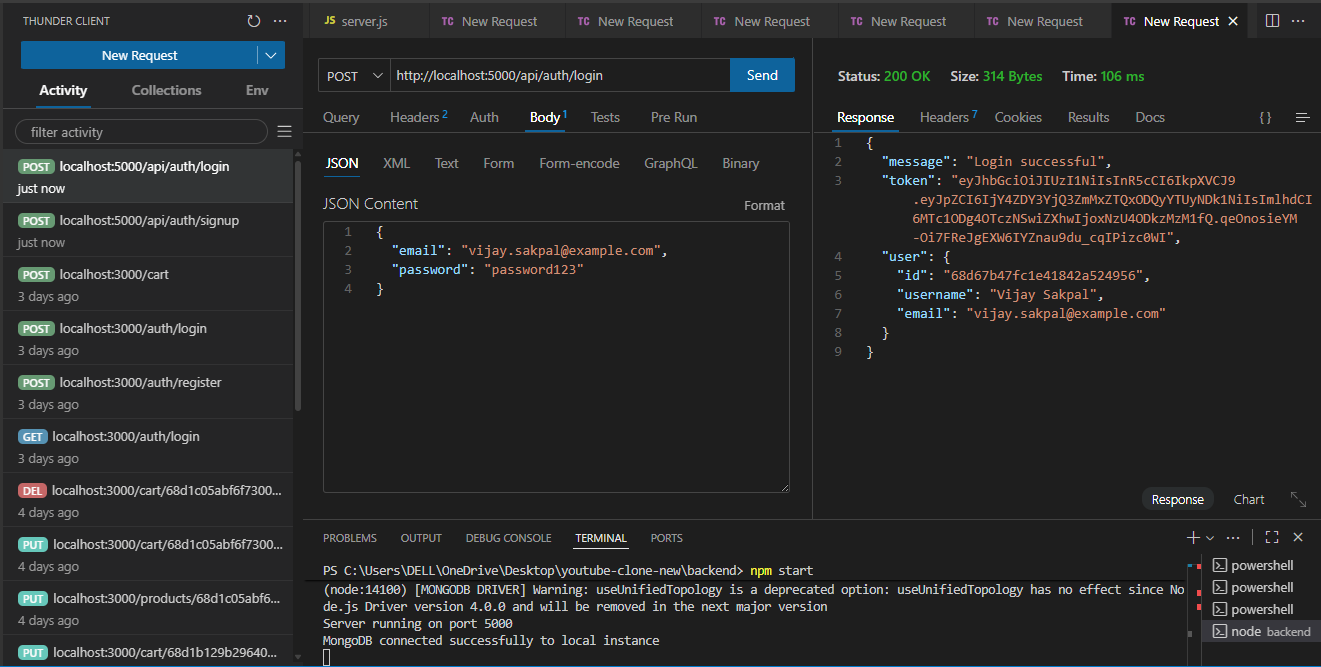 THUNDER CLIENT
New Request
Activity Collections Env
filter activity
POST localhost:5000/api/auth/login
just now
POST localhost:5000/api/auth/signup
just now
POST localhost:3000/cart
3 days ago
POST localhost:3000/auth/login
3 days ago
POST localhost:3000/auth/register
3 days ago
GET localhost:3000/auth/login
3 days ago
DEL localhost:3000/cart/68d1c05abf6f7300...
4 days ago
PUT localhost:3000/cart/68d1c05abf6f7300...
4 days ago
PUT localhost:3000/products/68d1c05abf6...
4 days ago
PUT localhost:3000/cart/68d1b129b29640...
JS server.js TC New Request TC New Request TC New Request TC New Request TC New Request TC New Request
POST http://localhost:5000/api/auth/login Send
Query Headers 2 Auth Body 1 Tests Pre Run
JSON XML Text Form Form-encode GraphQL Binary
JSON Content Format
1 {
2 "email": "vijay.sakpal@example.com",
3 "password": "password123"
4 }
Status: 200 OK Size: 314 Bytes Time: 106 ms
Response Headers 7 Cookies Results Docs {}
1 {
2 "message": "Login successful",
3 "token": "eyJhbGciOiJIUzI1NiIsInR5cCI6IkpXVCJ9
.eyJpZCI6IjY4ZDY3YjQ3ZmMxZTQxODQyYTUyNDk1NiIsImlhdCI
6MTc1ODg4OTczNSwiZXhwIjoxNzU4ODkzMzM1fQ.qeOnosieYM
-Oi7FReJgEXW6IYZnau9du_cqIPizc0WI",
4 "user": {
5 "id": "68d67b47fc1e41842a524956",
6 "username": "Vijay Sakpal",
7 "email": "vijay.sakpal@example.com"
8 }
9 }
Response Chart
PROBLEMS OUTPUT DEBUG CONSOLE TERMINAL PORTS
PS C:\Users\DELL\OneDrive\Desktop\youtube-clone-new\backend> npm start
(node:14100) [MONGODB DRIVER] Warning: useUnifiedTopology is a deprecated option: useUnifiedTopology has no effect since No
de.js Driver version 4.0.0 and will be removed in the next major version
Server running on port 5000
MongoDB connected successfully to local instance
powershell
powershell
powershell
node backend